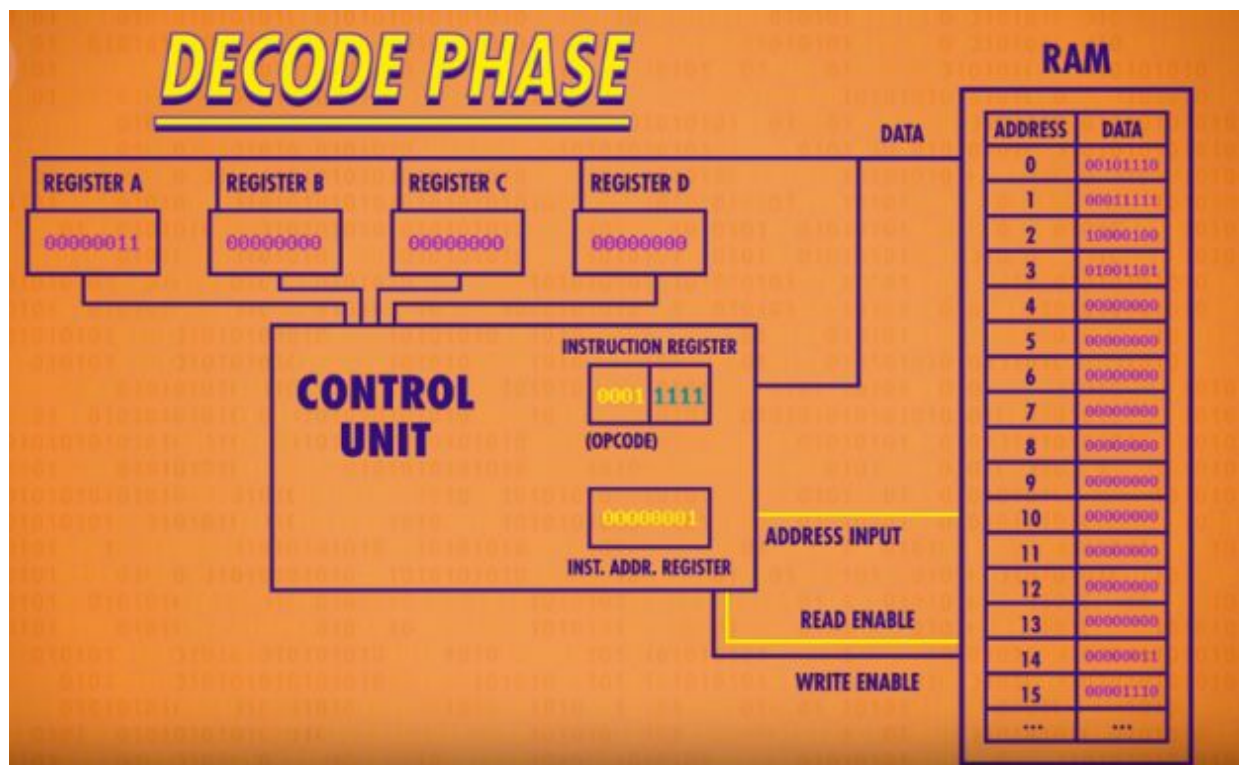 DECODE PHASE
RAM
DATA
ADDRESS DATA
0 00101110
1 00011111
2 10000100
3 01001101
4 00000000
5 00000000
6 00000000
7 00000000
8 00000000
9 00000000
10 00000000
11 00000000
12 00000000
13 00000000
14 00000011
15 00001110
... ...
REGISTER A
00000011
REGISTER B
00000000
REGISTER C
00000000
REGISTER D
00000000
CONTROL
UNIT
INSTRUCTION REGISTER
0001 1111
(OPCODE)
00000001
INST. ADDR. REGISTER
ADDRESS INPUT
READ ENABLE
WRITE ENABLE